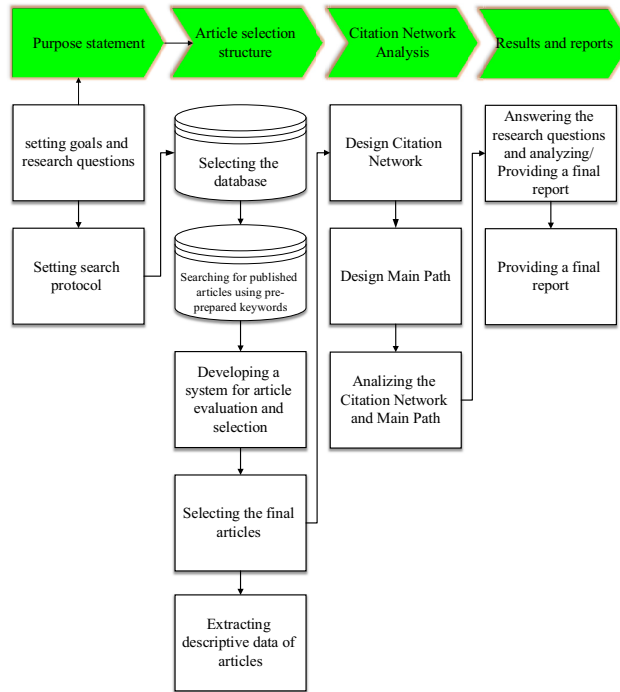 Purpose statement
Article selection
structure
Citation Network
Analysis
Results and reports
setting goals and
research questions
Setting search
protocol
Selecting the
database
Searching for published
articles using pre-
prepared keywords
Developing a
system for article
evaluation and
selection
Selecting the final
articles
Extracting
descriptive data of
articles
Design Citation
Network
Design Main Path
Analizing the
Citation Network
and Main Path
Answering the
research questions
and analyzing/
Providing a final
report
Providing a final
report